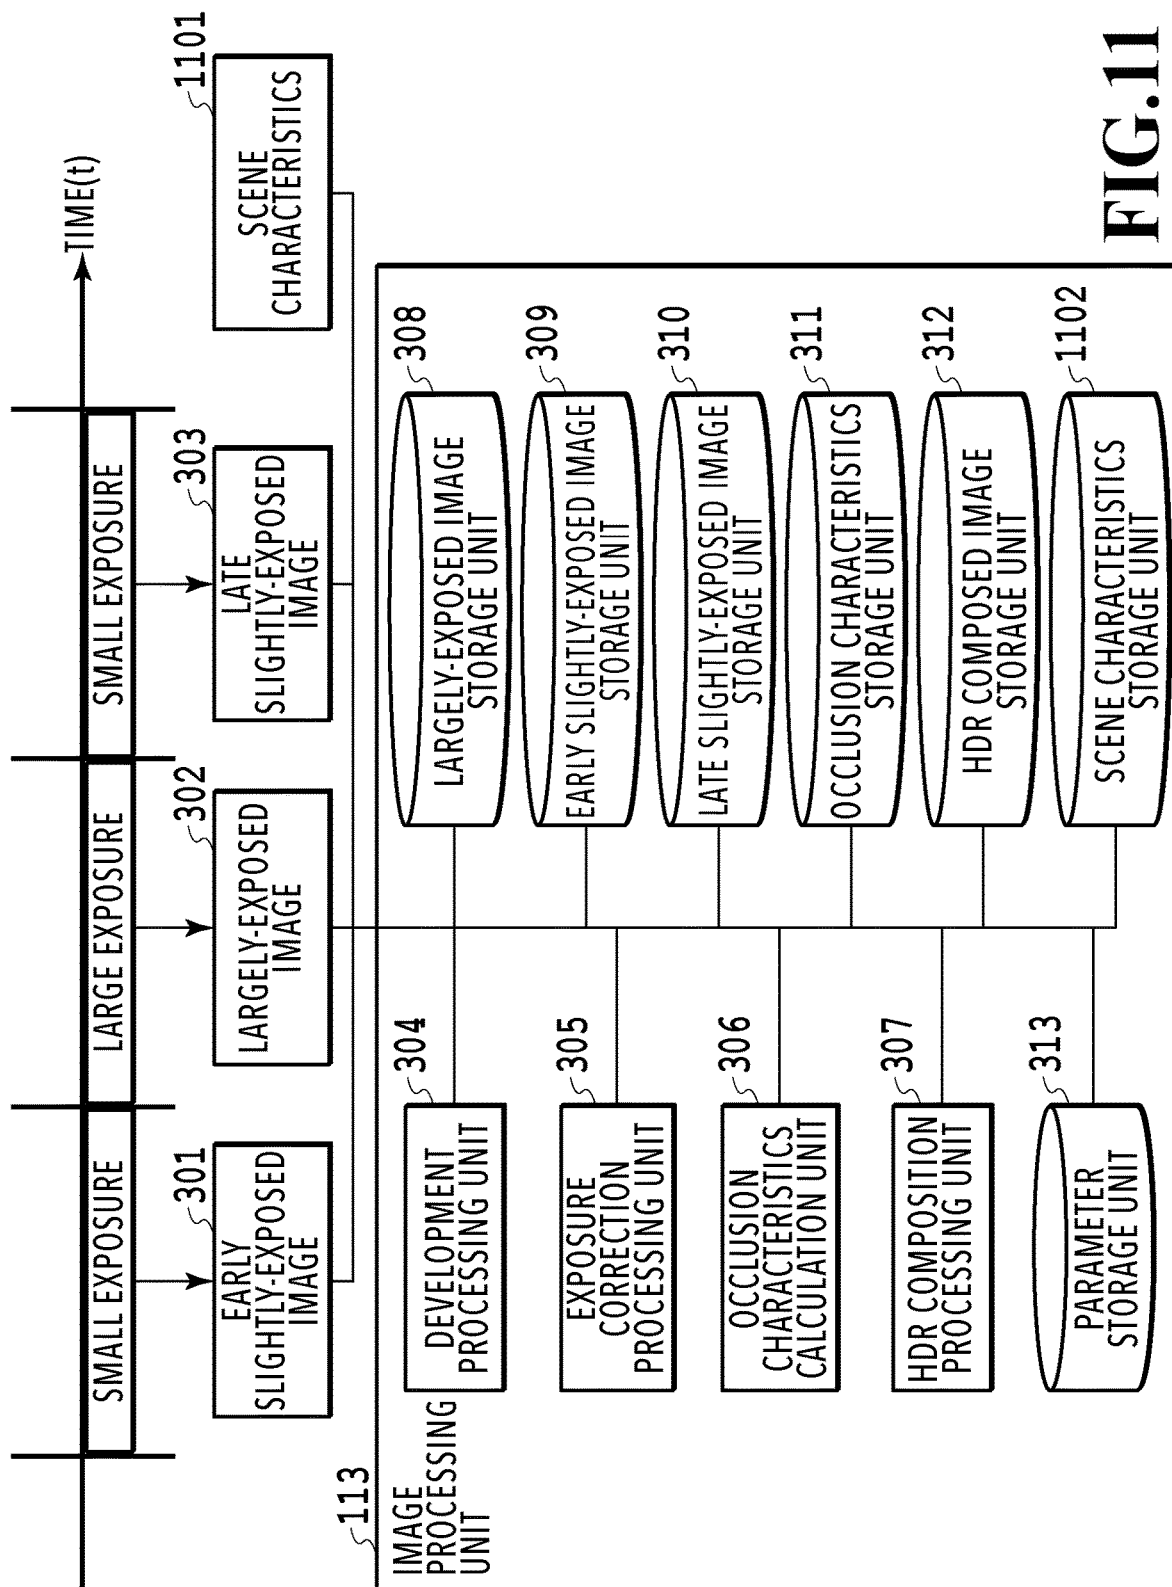 TIME(t)
SMALL EXPOSURE
LARGE EXPOSURE
SMALL EXPOSURE
301
EARLY
SLIGHTLY-EXPOSED
IMAGE
302
LARGELY-EXPOSED
IMAGE
303
LATE
SLIGHTLY-EXPOSED
IMAGE
1101
SCENE
CHARACTERISTICS
113
IMAGE
PROCESSING
UNIT
304
DEVELOPMENT
PROCESSING UNIT
305
EXPOSURE
CORRECTION
PROCESSING UNIT
306
OCCLUSION
CHARACTERISTICS
CALCULATION UNIT
307
HDR COMPOSITION
PROCESSING UNIT
313
PARAMETER
STORAGE UNIT
308
LARGELY-EXPOSED IMAGE
STORAGE UNIT
309
EARLY SLIGHTLY-EXPOSED IMAGE
STORAGE UNIT
310
LATE SLIGHTLY-EXPOSED IMAGE
STORAGE UNIT
311
OCCLUSION CHARACTERISTICS
STORAGE UNIT
312
HDR COMPOSED IMAGE
STORAGE UNIT
1102
SCENE CHARACTERISTICS
STORAGE UNIT
FIG.11